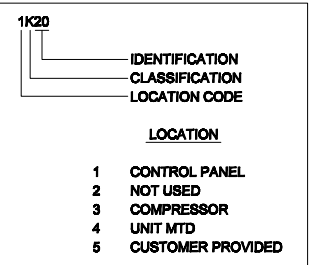 1K20
IDENTIFICATION
CLASSIFICATION
LOCATION CODE
LOCATION
1 CONTROL PANEL
2 NOT USED
3 COMPRESSOR
4 UNIT MTD
5 CUSTOMER PROVIDED